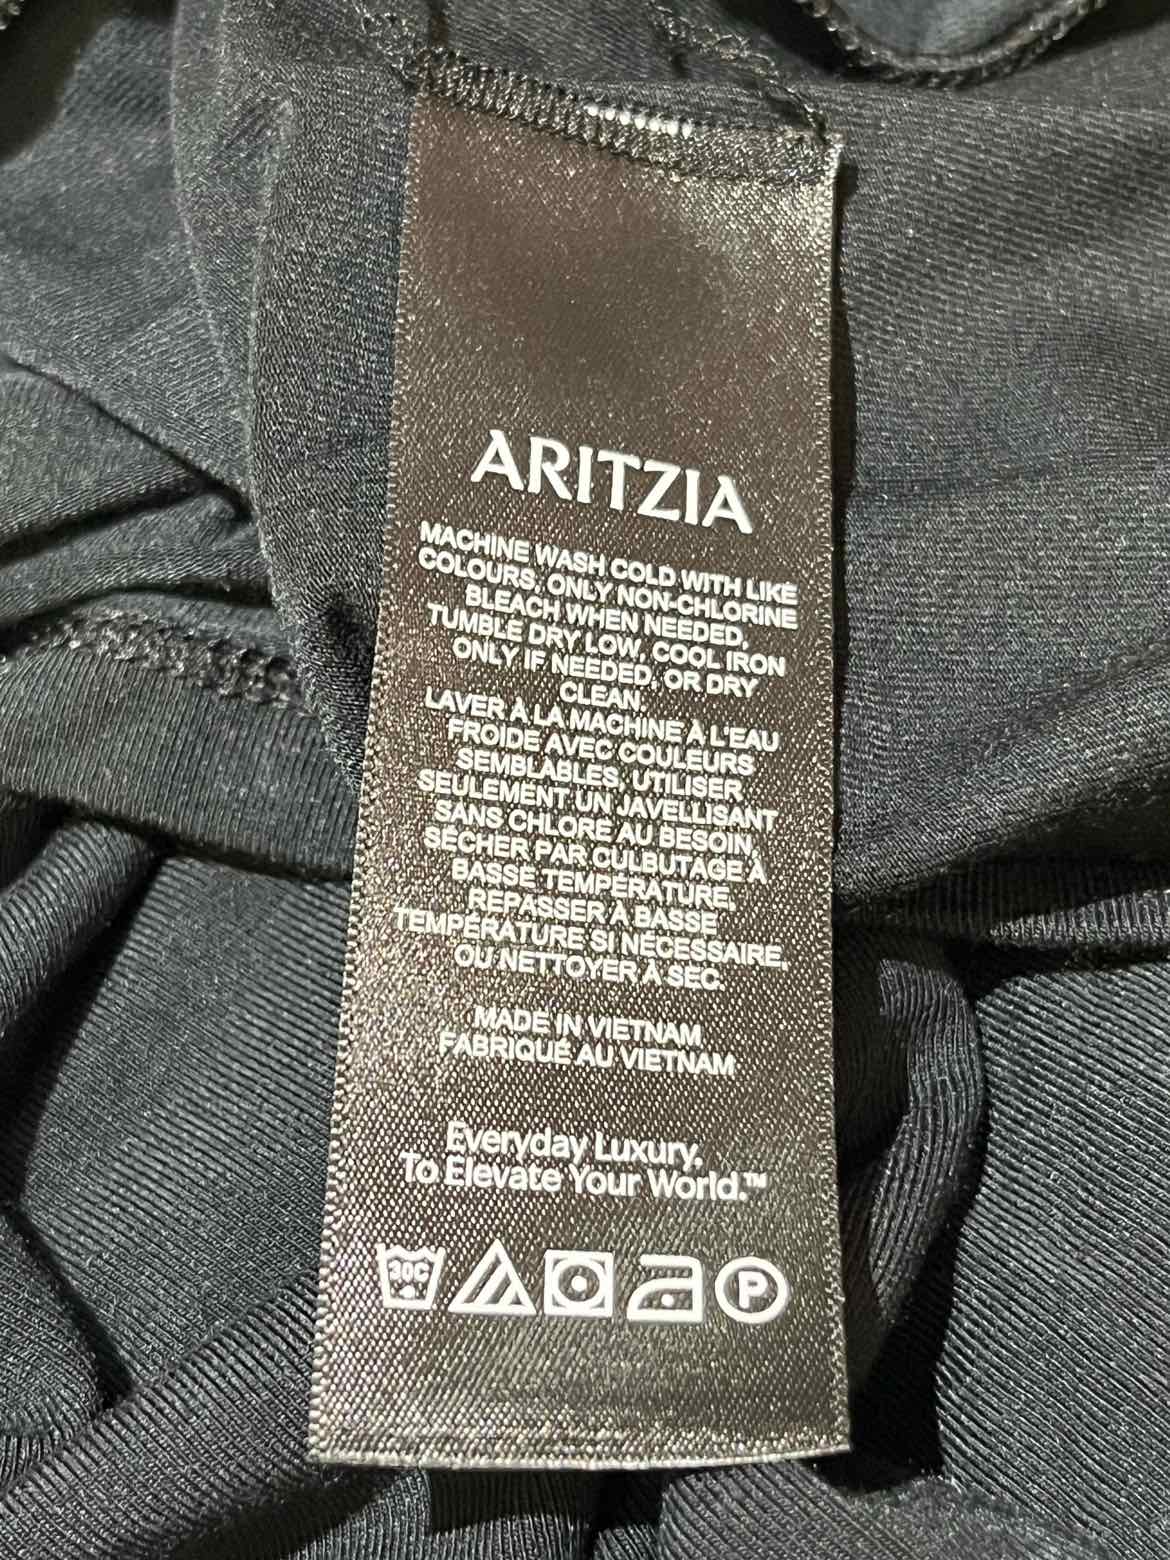 ARITZIA
MACHINE WASH COLD WITH LIKE
COLOURS, ONLY NON-CHLORINE
BLEACH WHEN NEEDED,
TUMBLE DRY LOW, COOL IRON
ONLY IF NEEDED, OR DRY
CLEAN.
LAVER À LA MACHINE À L'EAU
FROIDE AVEC COULEURS
SEMBLABLES, UTILISER
SEULEMENT UN JAVELLISANT
SANS CHLORE AU BESOIN,
SÉCHER PAR CULBUTAGE À
BASSE TEMPÉRATURE,
REPASSER À BASSE
TEMPÉRATURE SI NÉCESSAIRE,
OU NETTOYER À SEC.
MADE IN VIETNAM
FABRIQUÉ AU VIETNAM
Everyday Luxury.
To Elevate Your World.™
30C P